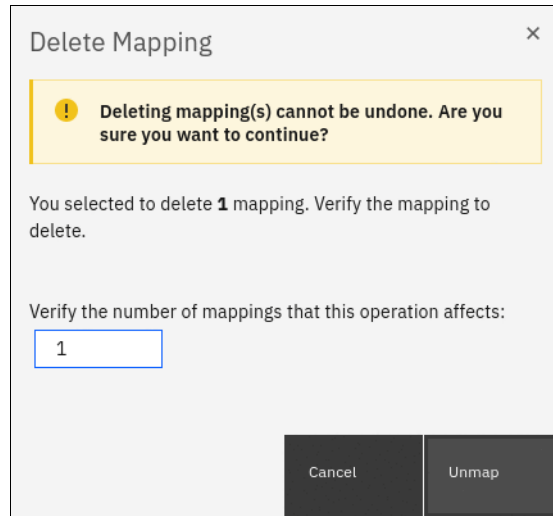 Delete Mapping
Deleting mapping(s) cannot be undone. Are you
sure you want to continue?
You selected to delete 1 mapping. Verify the mapping to
delete.
Verify the number of mappings that this operation affects:
1
Cancel
Unmap